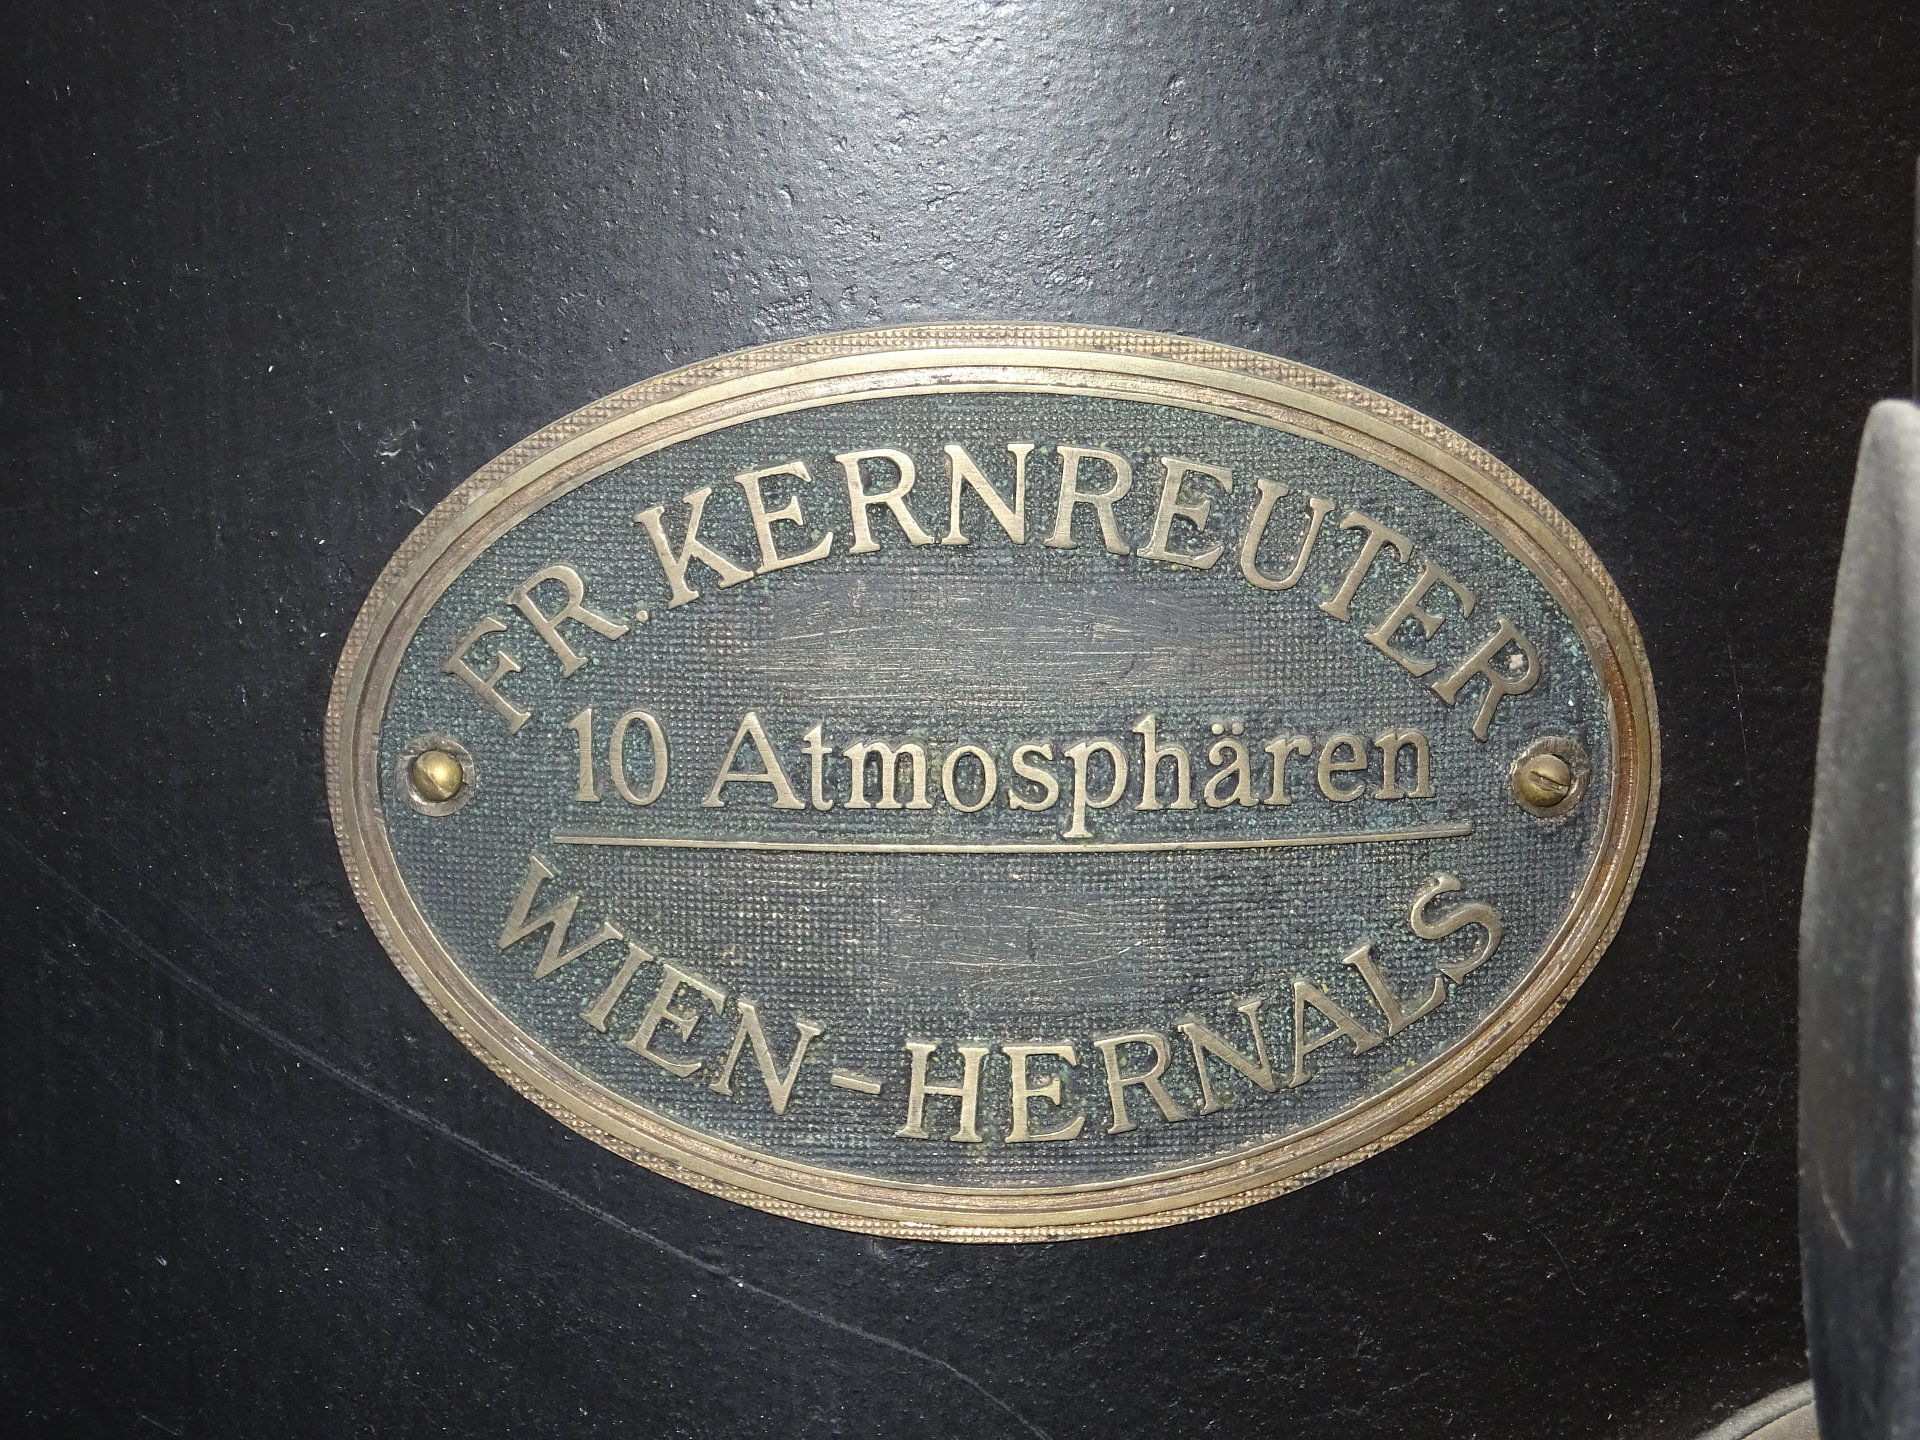 FR. KERNREUTER
10 Atmosphären
WIEN-HERNALS